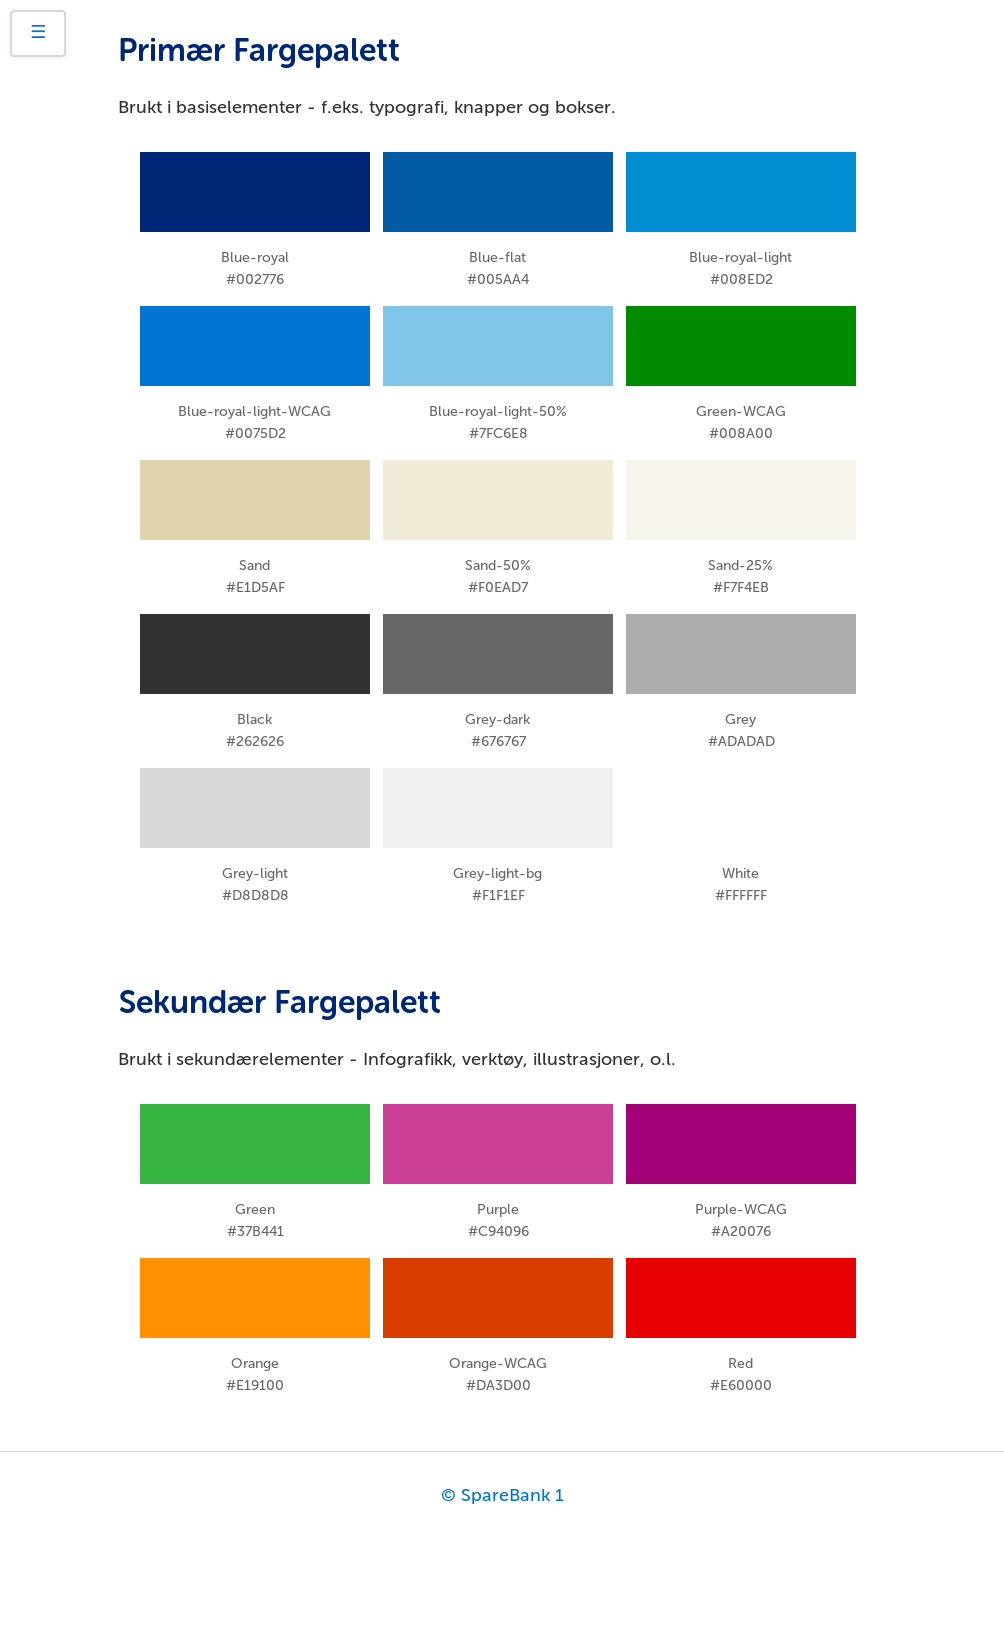 ☰
Primær Fargepalett
Brukt i basiselementer - f.eks. typografi, knapper og bokser.
Blue-royal
#002776
Blue-flat
#005AA4
Blue-royal-light
#008ED2
Blue-royal-light-WCAG
#0075D2
Blue-royal-light-50%
#7FC6E8
Green-WCAG
#008A00
Sand
#E1D5AF
Sand-50%
#F0EAD7
Sand-25%
#F7F4EB
Black
#262626
Grey-dark
#676767
Grey
#ADADAD
Grey-light
#D8D8D8
Grey-light-bg
#F1F1EF
White
#FFFFFF
Sekundær Fargepalett
Brukt i sekundærelementer - Infografikk, verktøy, illustrasjoner, o.l.
Green
#37B441
Purple
#C94096
Purple-WCAG
#A20076
Orange
#E19100
Orange-WCAG
#DA3D00
Red
#E60000
© SpareBank 1